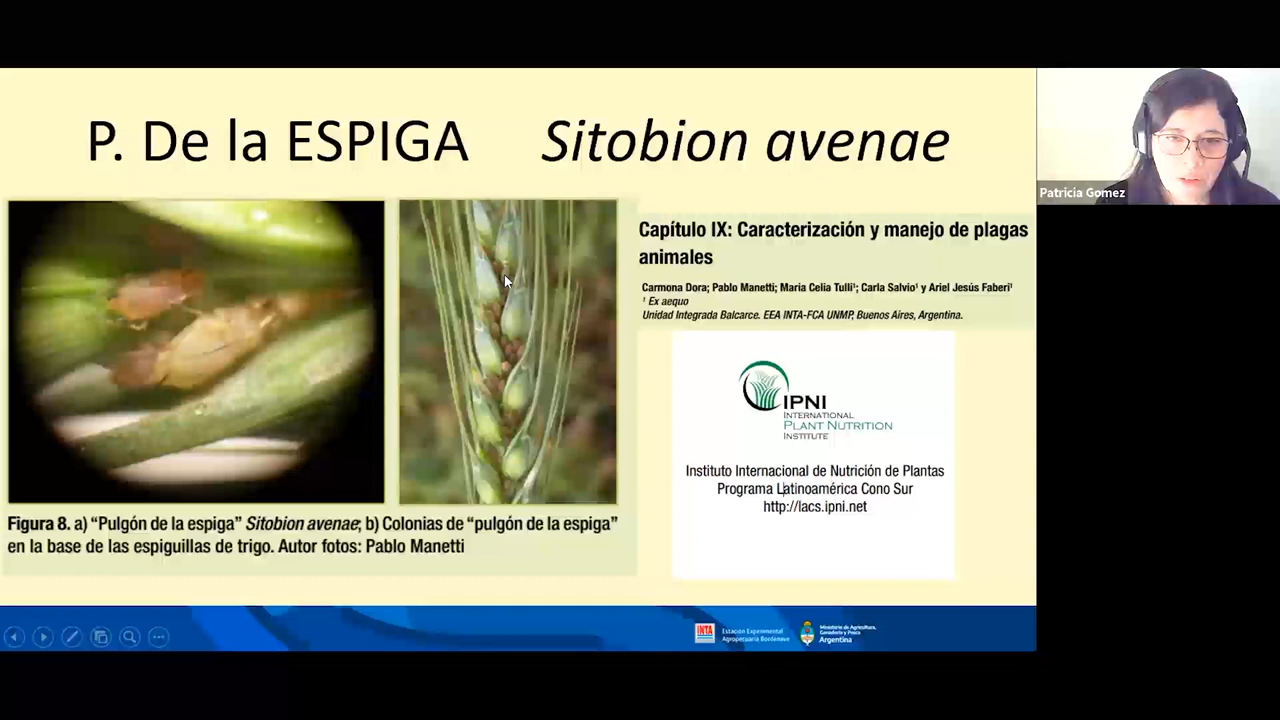 P. De la ESPIGA Sitobion avenae
Patricia Gomez
Capítulo IX: Caracterización y manejo de plagas
animales
Carmona Dora; Pablo Manetti; Maria Celia Tulli¹; Carla Salvio¹ y Ariel Jesús Faberi¹
¹ Ex aequo
Unidad Integrada Balcarce. EEA INTA-FCA UNMP, Buenos Aires, Argentina.
IPNI
INTERNATIONAL
PLANT NUTRITION
INSTITUTE
Instituto Internacional de Nutrición de Plantas
Programa Latinoamérica Cono Sur
http://lacs.ipni.net
Figura 8. a) “Pulgón de la espiga” Sitobion avenae; b) Colonias de “pulgón de la espiga”
en la base de las espiguillas de trigo. Autor fotos: Pablo Manetti
INTA
Estación Experimental
Agropecuaria Bordenave
Ministerio de Agricultura,
Ganadería y Pesca
Argentina